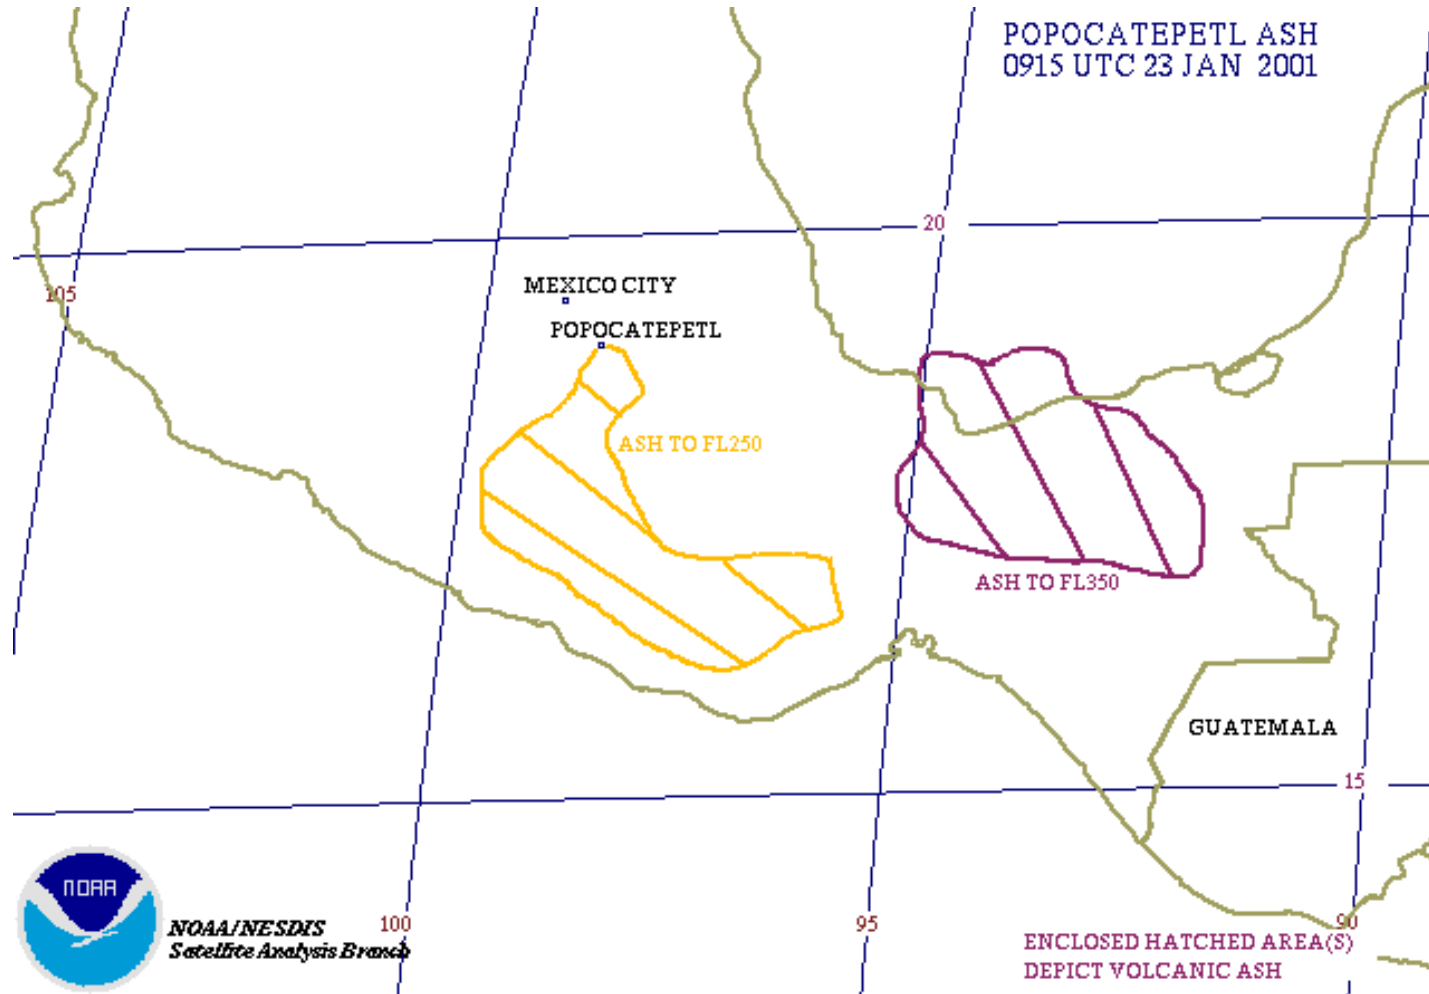 POPOCATEPETL ASH
0915 UTC 23 JAN 2001
20
105
MEXICO CITY
POPOCATEPETL
ASH TO FL250
ASH TO FL350
GUATEMALA
15
NOAA
NOAA/NESDIS
Satellite Analysis Branch
100
95
90
ENCLOSED HATCHED AREA(S)
DEPICT VOLCANIC ASH